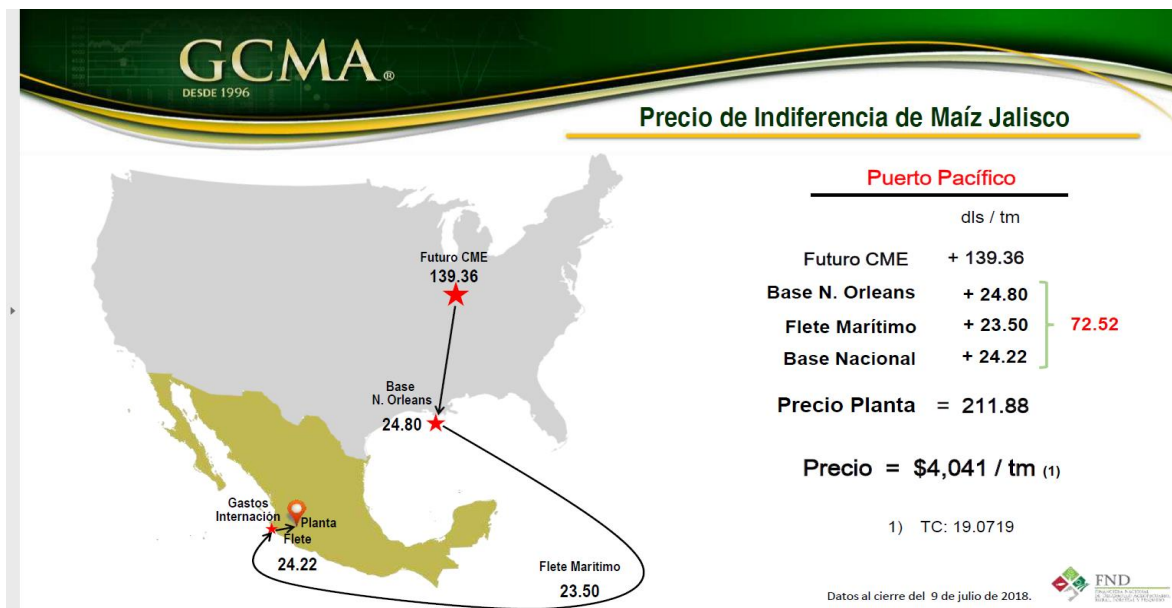 GCMA®
DESDE 1996
Precio de Indiferencia de Maíz Jalisco
Futuro CME
139.36
Base
N. Orleans
24.80
Gastos
Internación
Planta
Flete
24.22
Flete Marítimo
23.50
Puerto Pacífico
dls / tm
Futuro CME + 139.36
Base N. Orleans + 24.80
Flete Marítimo + 23.50
Base Nacional + 24.22
72.52
Precio Planta = 211.88
Precio = $4,041 / tm (1)
1) TC: 19.0719
Datos al cierre del 9 de julio de 2018.
FND